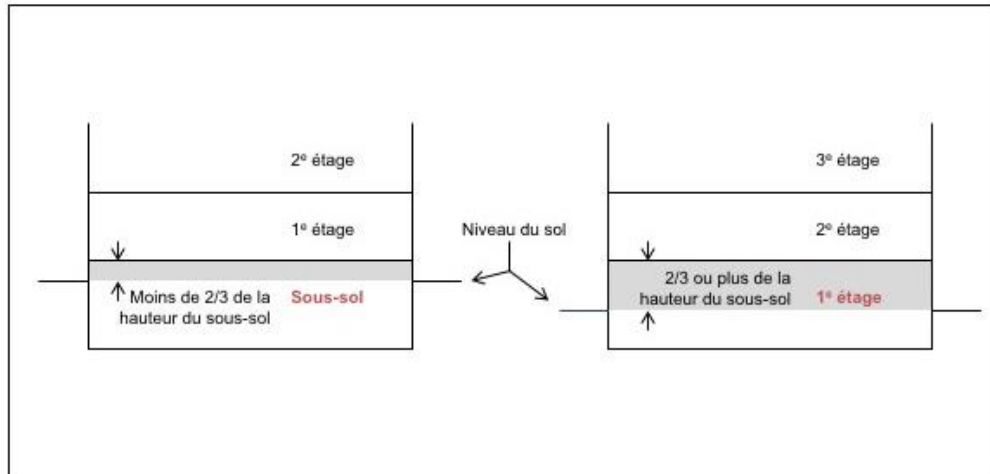 2e étage
1e étage
Moins de 2/3 de la
hauteur du sous-sol
Sous-sol
Niveau du sol
3e étage
2e étage
2/3 ou plus de la
hauteur du sous-sol
1e étage